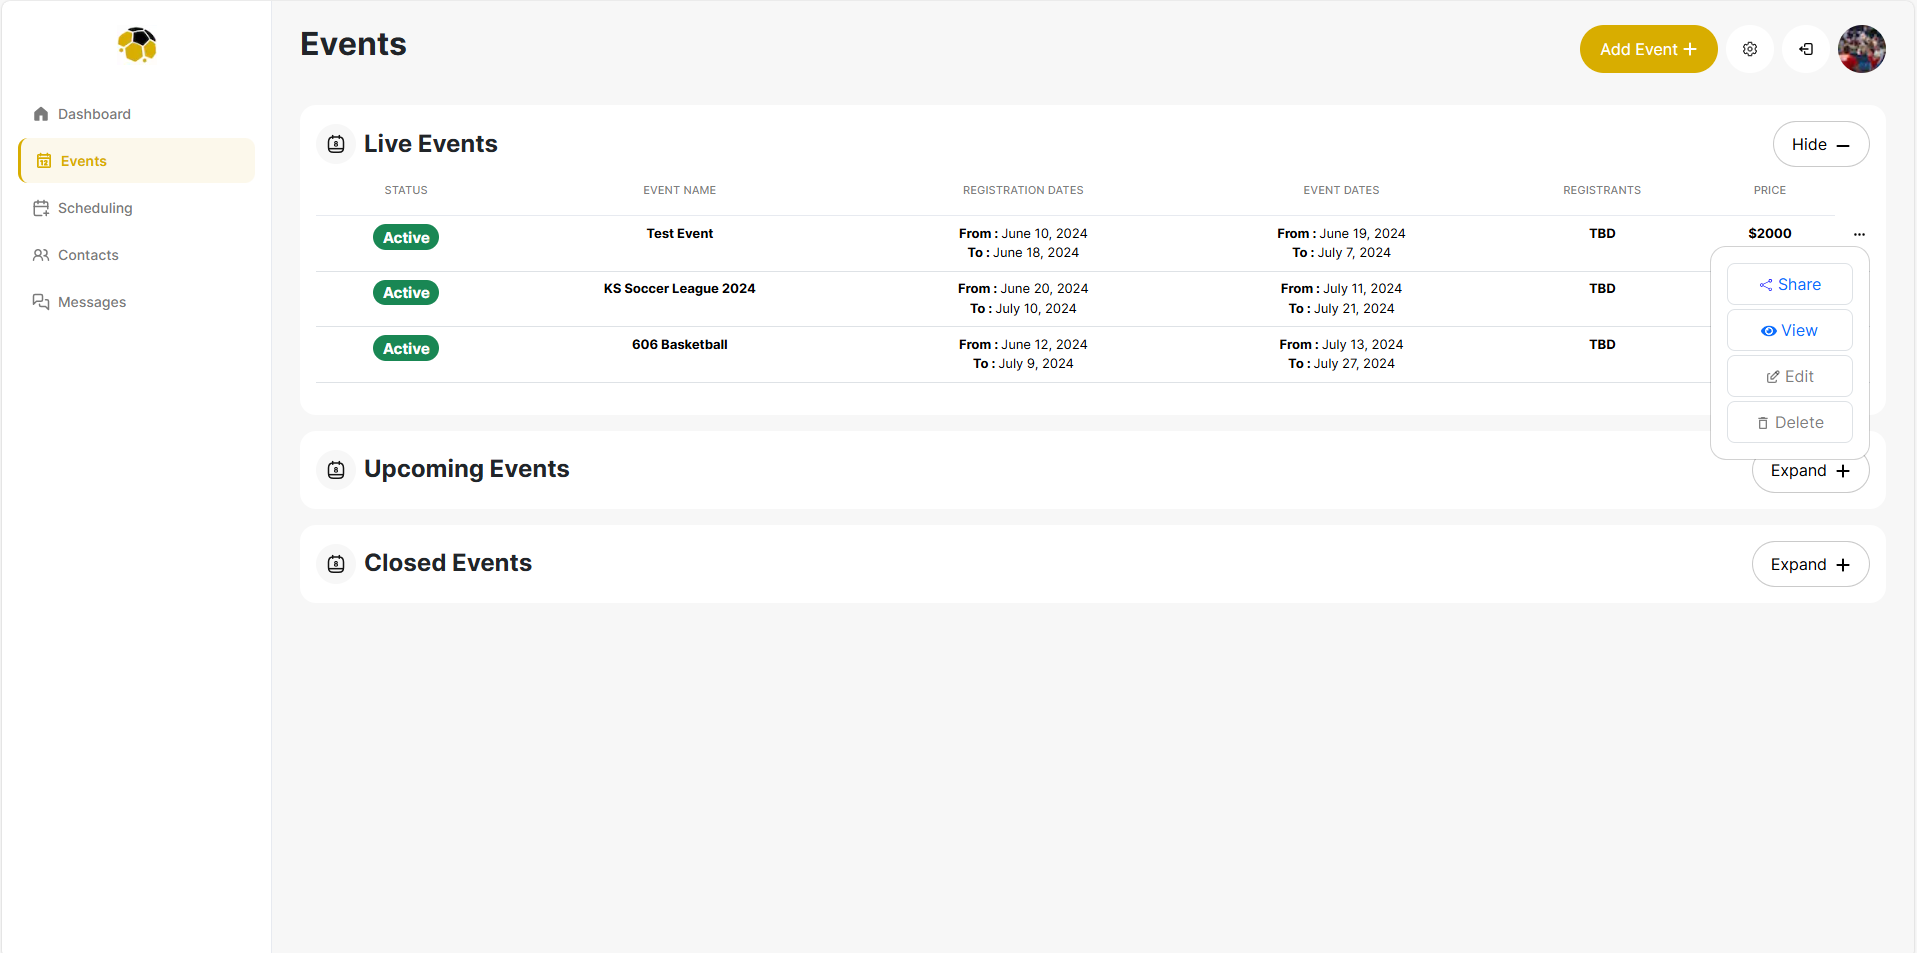 Events
Add Event
Dashboard
Events
Scheduling
Contacts
Messages
Live Events
Hide
STATUS EVENT NAME REGISTRATION DATES EVENT DATES REGISTRANTS PRICE
Active Test Event From : June 10, 2024 From : June 19, 2024 TBD $2000 ...
To : June 18, 2024 To : July 7, 2024
Active KS Soccer League 2024 From : June 20, 2024 From : July 11, 2024 TBD
To : July 10, 2024 To : July 21, 2024
Active 606 Basketball From : June 12, 2024 From : July 13, 2024 TBD
To : July 9, 2024 To : July 27, 2024
Share
View
Edit
Delete
Upcoming Events
Expand
Closed Events
Expand